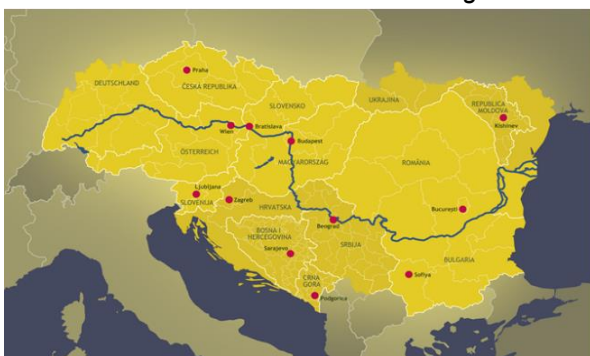 Praha
DEUTSCHLAND
ČESKÁ REPUBLIKA
UKRAJINA
REPUBLICA
MOLDOVA
SLOVENSKO
Kishinev
Wien
Bratislava
Budapest
ÖSTERREICH
MAGYARORSZAG
ROMÂNIA
Ljubljana
SLOVENIJA
Zagreb
HRVATSKA
Bucureşti
Beograd
BOSNA I
HERCEGOVINA
Sarajevo
SRBIJA
BULGARIA
Sofiya
CRNA
GORA
Podgorica